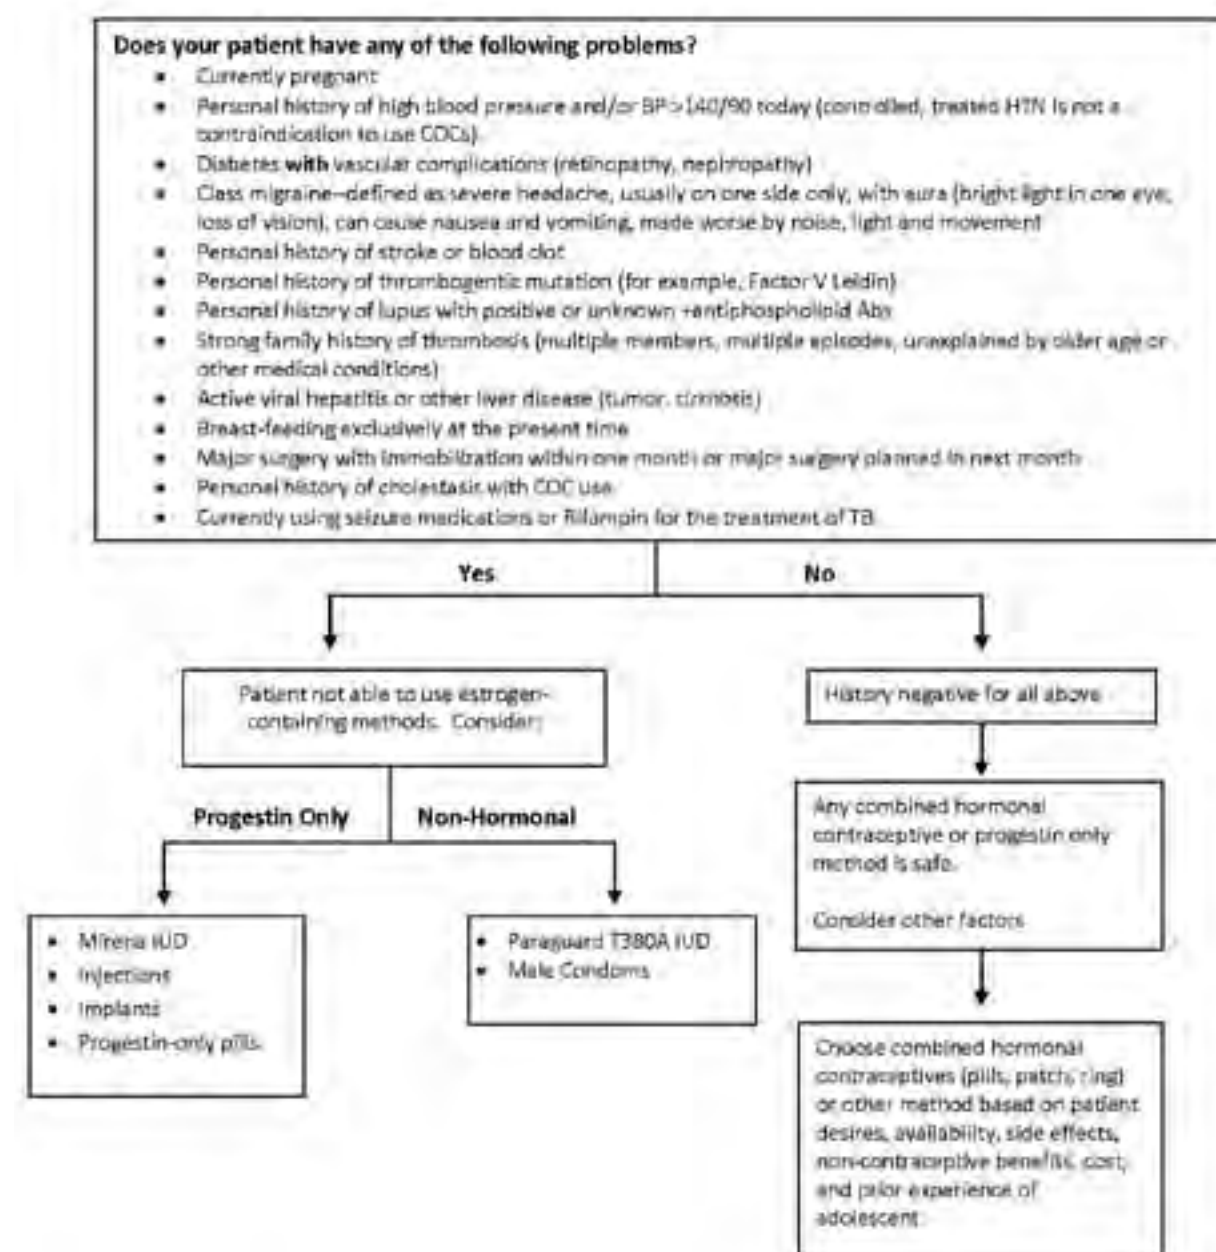 Does your patient have any of the following problems?
• Currently pregnant
• Personal history of high blood pressure and/or BP>140/90 today (controlled, treated HTN is not a
contraindication to use COCs)
• Diabetes with vascular complications (retinopathy, nephropathy)
• Class migraine--defined as severe headache, usually on one side only, with aura (bright light in one eye,
loss of vision), can cause nausea and vomiting, made worse by noise, light and movement
• Personal history of stroke or blood clot
• Personal history of thrombogentic mutation (for example, Factor V Leidin)
• Personal history of lupus with positive or unknown +antiphospholipid Abs
• Strong family history of thrombosis (multiple members, multiple episodes, unexplained by older age or
other medical conditions)
• Active viral hepatitis or other liver disease (tumor, cirrhosis)
• Breast-feeding exclusively at the present time
• Major surgery with immobilization within one month or major surgery planned in next month
• Personal history of cholestasis with COC use
• Currently using seizure medications or Rifampin for the treatment of TB
Yes
No
Patient not able to use estrogen-
containing methods. Consider:
History negative for all above
Progestin Only
Non-Hormonal
Any combined hormonal
contraceptive or progestin only
method is safe.
Consider other factors
• Mirena IUD
• Injections
• Implants
• Progestin-only pills
• Paraguard T380A IUD
• Male Condoms
Choose combined hormonal
contraceptives (pills, patch, ring)
or other method based on patient
desires, availability, side effects,
non-contraceptive benefits, cost,
and prior experience of
adolescent